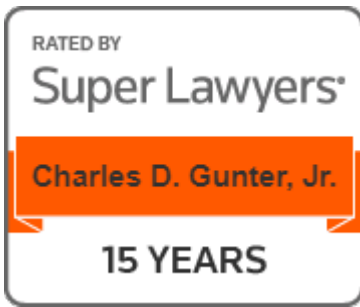 RATED BY
Super Lawyers®
Charles D. Gunter, Jr.
15 YEARS